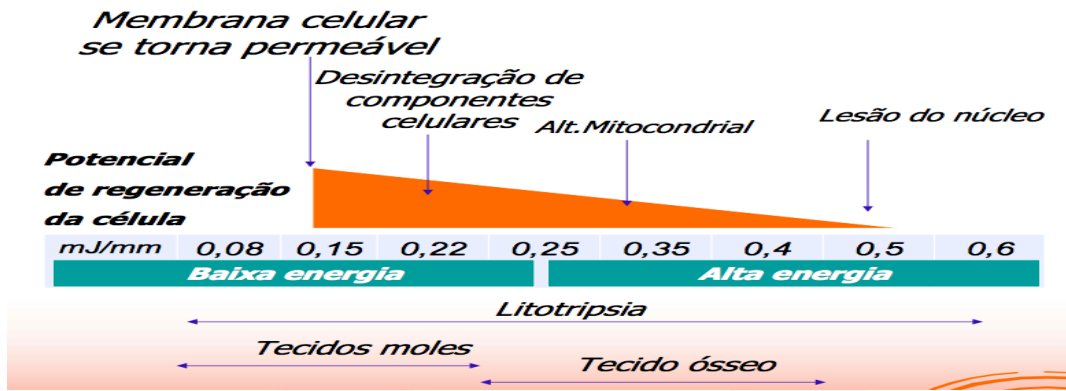 Membrana celular
se torna permeável
Desintegração de
componentes
celulares
Alt.Mitocondrial
Lesão do núcleo
Potencial
de regeneração
da célula
mJ/mm 0,08 0,15 0,22 0,25 0,35 0,4 0,5 0,6
Baixa energia Alta energia
Litotripsia
Tecidos moles
Tecido ósseo